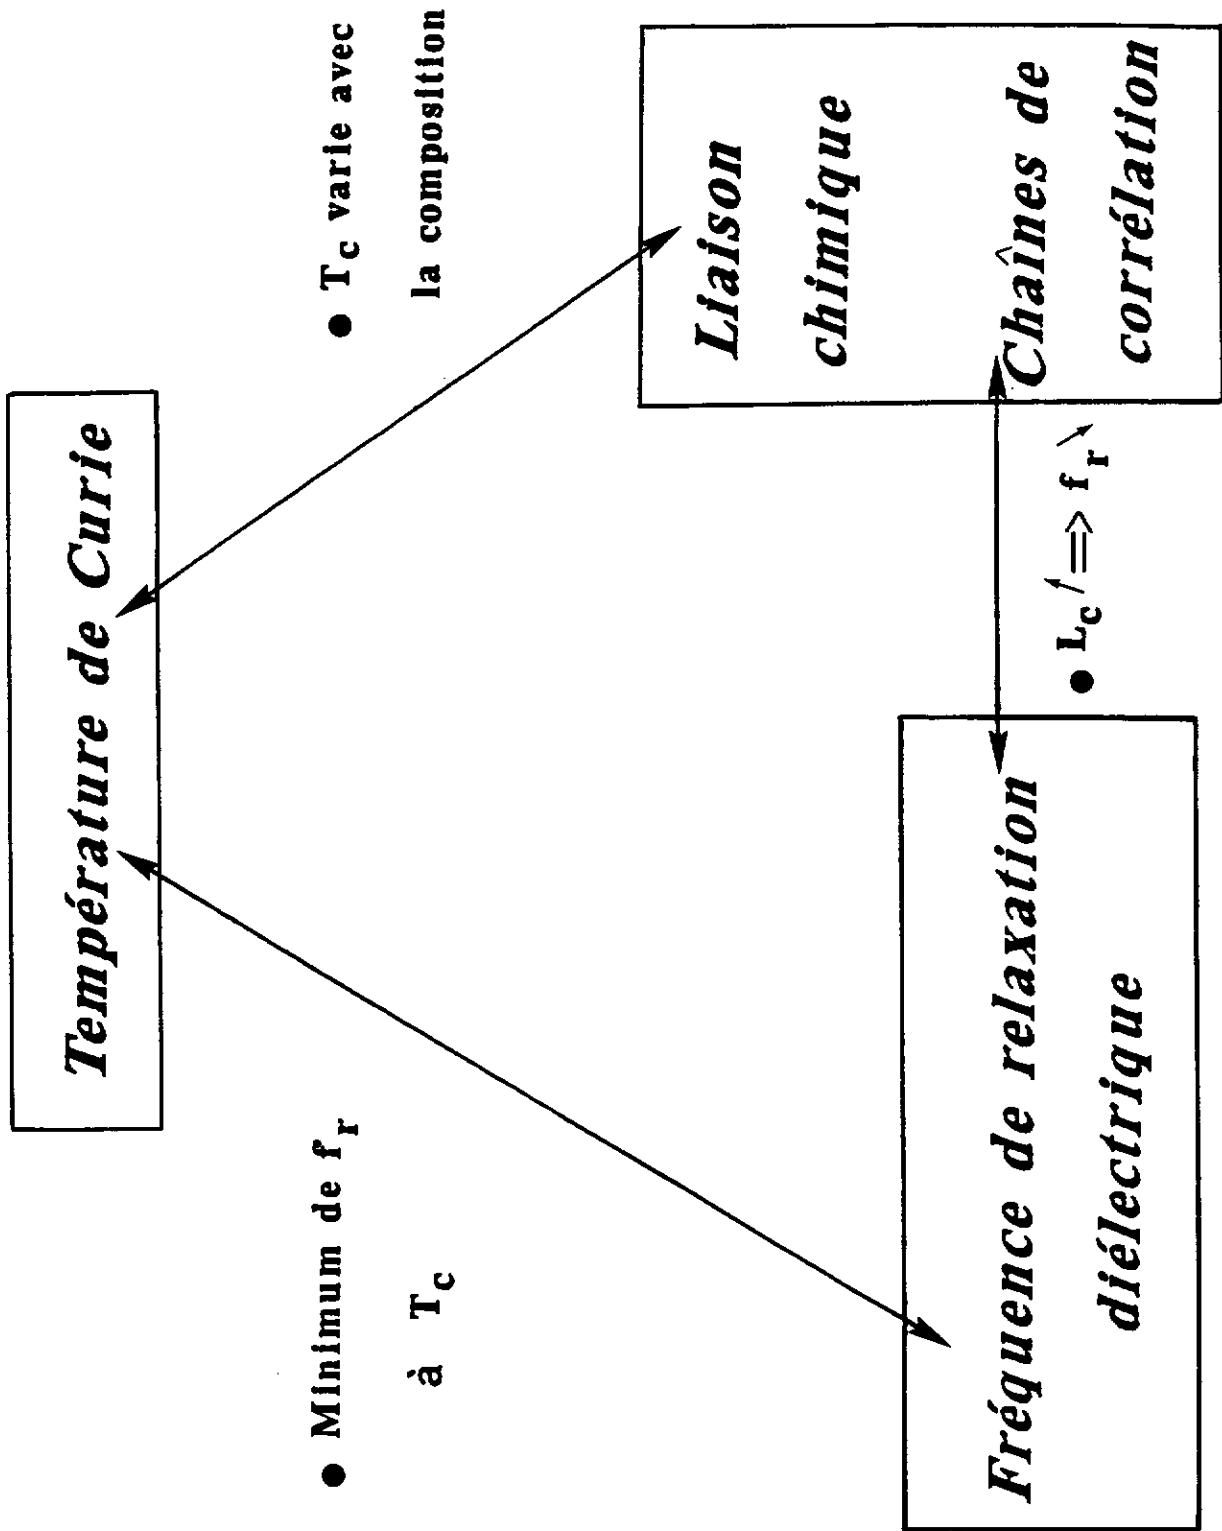 Température de Curie
● Minimum de fr
à Tc
● Tc varie avec
la composition
Fréquence de relaxation
diélectrique
● Lc ↗ => fr ↘
Liaison
chimique
Chaînes de
corrélation